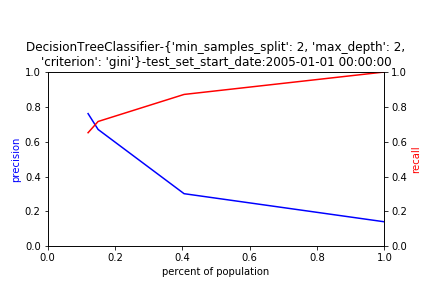 DecisionTreeClassifier-{'min_samples_split': 2, 'max_depth': 2,
'criterion': 'gini'}-test_set_start_date:2005-01-01 00:00:00
1.0
0.8
0.6
0.4
0.2
0.0
precision
1.0
0.8
0.6
0.4
0.2
0.0
recall
0.0 0.2 0.4 0.6 0.8 1.0
percent of population